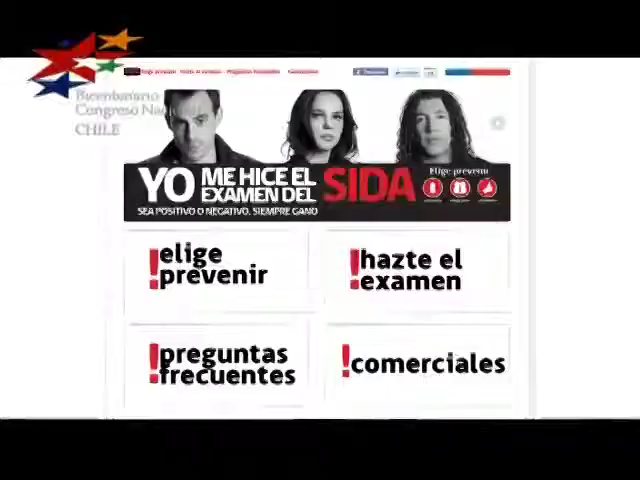 Bicentenario
Congreso Nac
CHILE
YO ME HICE EL
EXAMEN DEL SIDA
SEA POSITIVO O NEGATIVO, SIEMPRE GANO
Elige prevenir
!elige
prevenir
!hazte el
examen
!preguntas
frecuentes
!comerciales